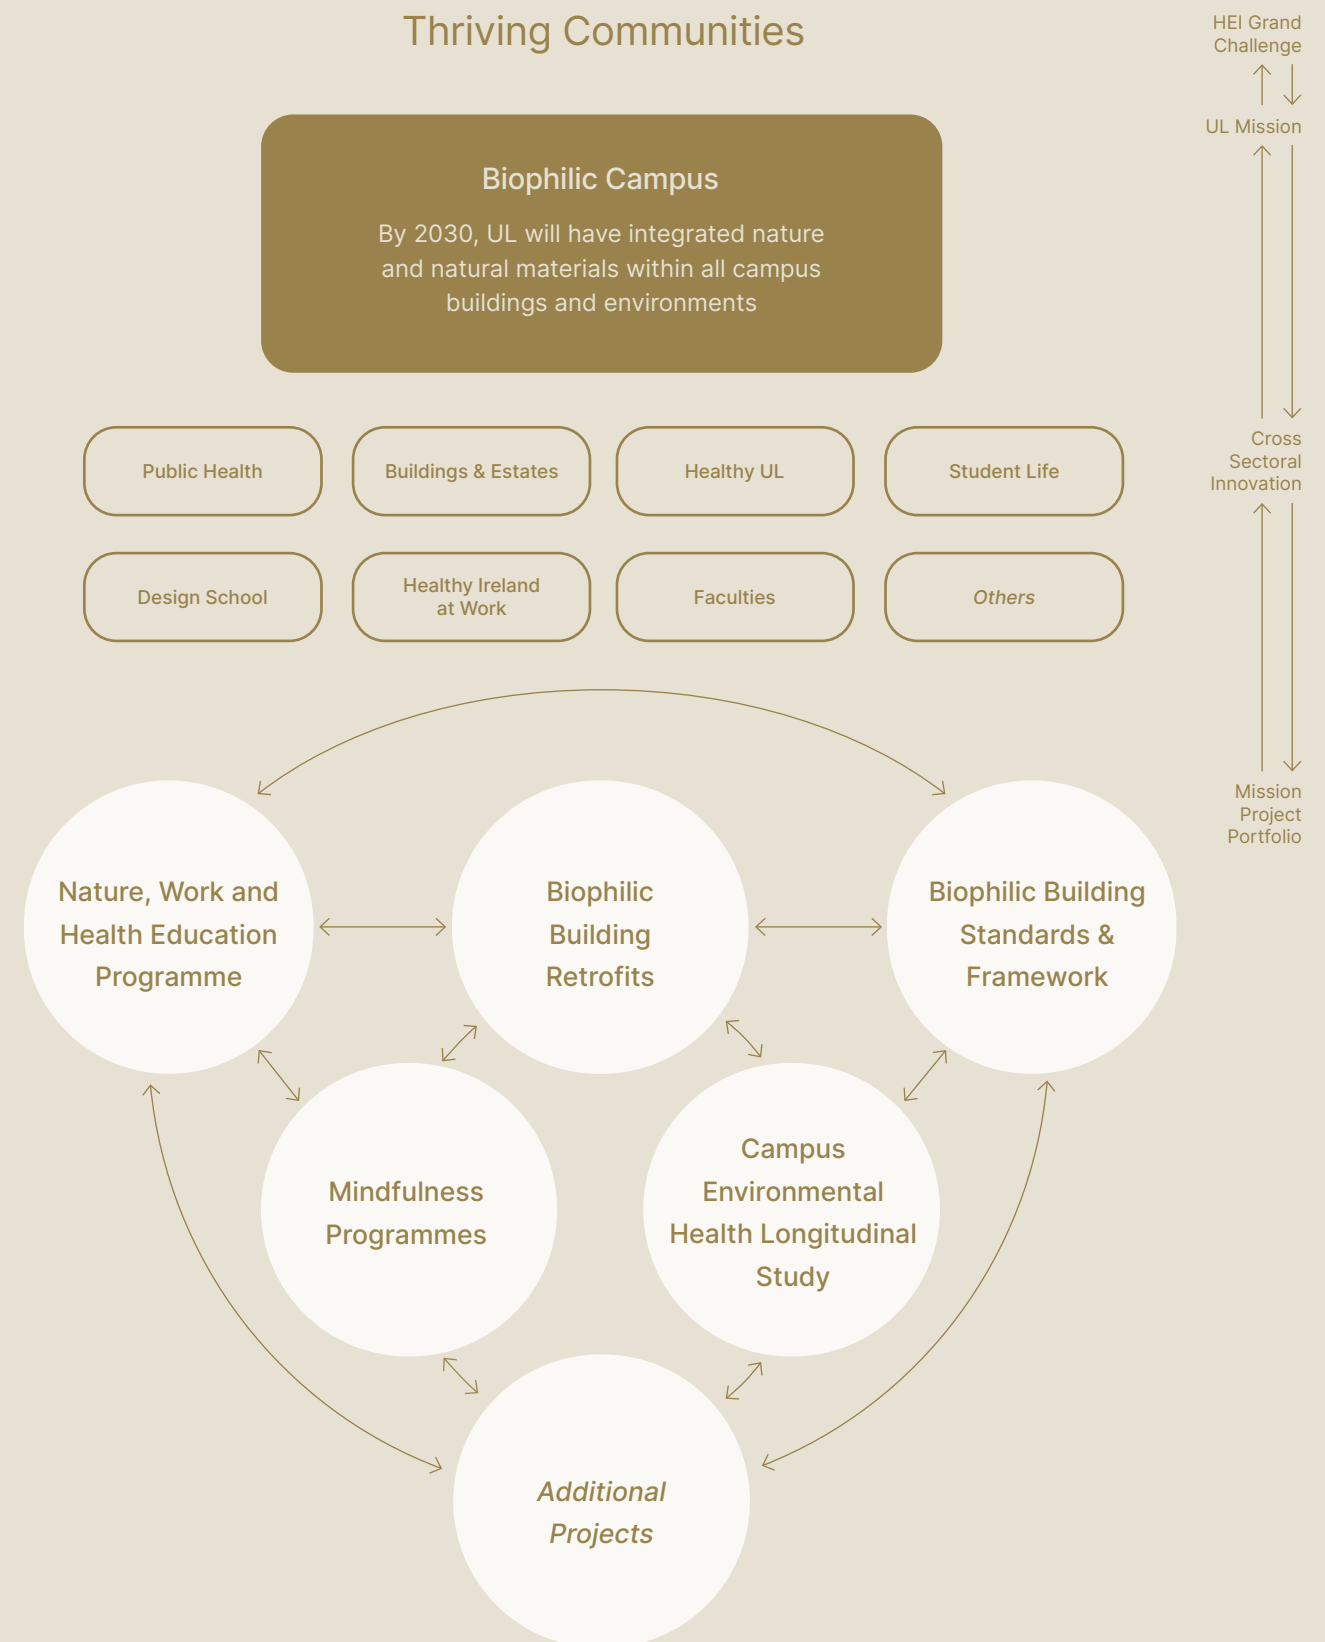 Thriving Communities
HEI Grand
Challenge
UL Mission
Biophilic Campus
By 2030, UL will have integrated nature
and natural materials within all campus
buildings and environments
Cross
Sectoral
Innovation
Public Health
Buildings & Estates
Healthy UL
Student Life
Design School
Healthy Ireland
at Work
Faculties
Others
Mission
Project
Portfolio
Nature, Work and
Health Education
Programme
Biophilic
Building
Retrofits
Biophilic Building
Standards &
Framework
Mindfulness
Programmes
Campus
Environmental
Health Longitudinal
Study
Additional
Projects